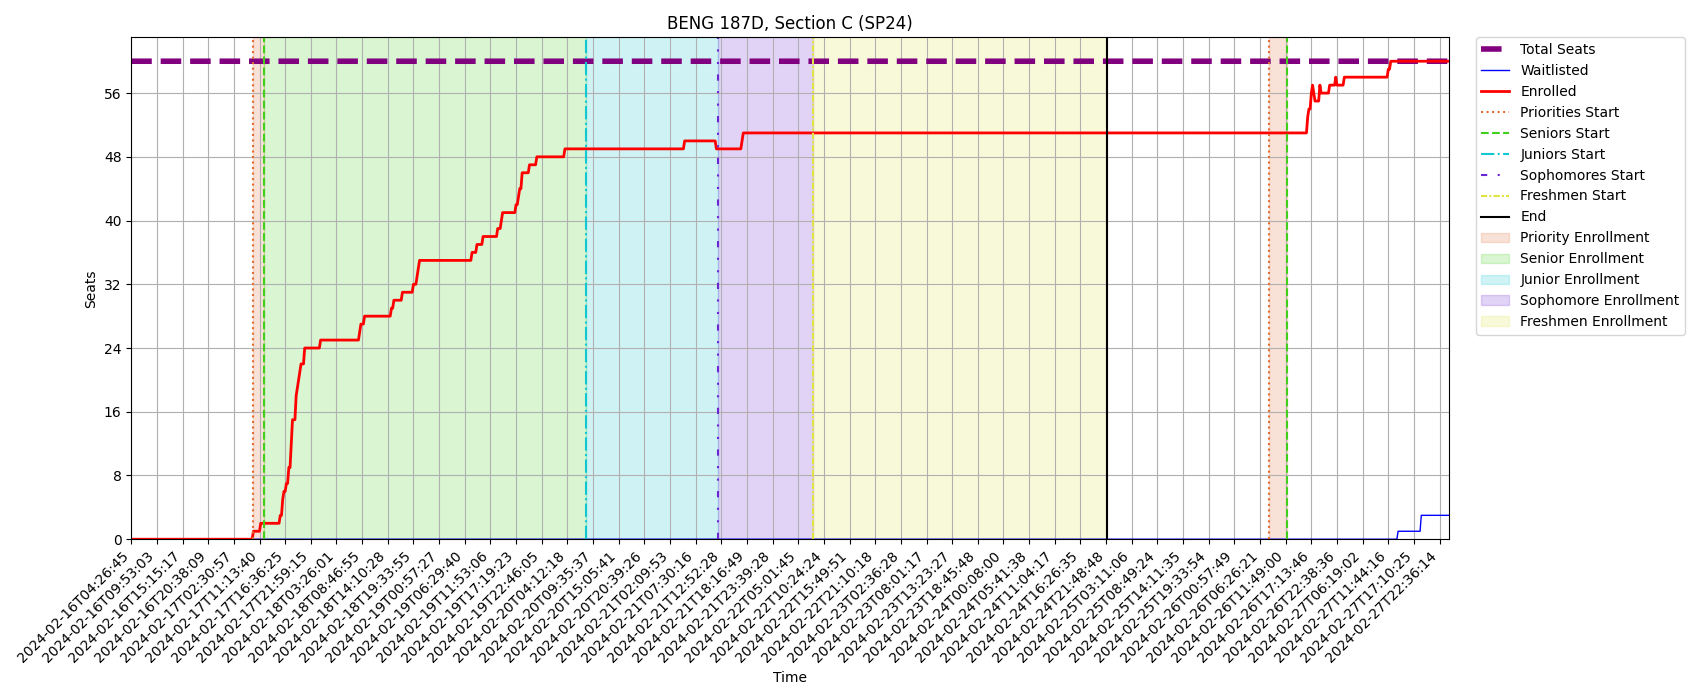 BENG 187D, Section C (SP24)
Seats
56
48
40
32
24
16
8
0
2024-02-16T04:26:45
2024-02-16T09:53:03
2024-02-16T15:15:17
2024-02-16T20:38:09
2024-02-17T02:30:57
2024-02-17T11:13:40
2024-02-17T16:36:25
2024-02-17T21:59:15
2024-02-18T03:26:01
2024-02-18T08:46:55
2024-02-18T14:10:28
2024-02-18T19:33:55
2024-02-19T00:57:27
2024-02-19T06:29:40
2024-02-19T11:53:06
2024-02-19T17:19:23
2024-02-19T22:46:05
2024-02-20T04:12:18
2024-02-20T09:35:37
2024-02-20T15:05:41
2024-02-20T20:39:26
2024-02-21T02:09:53
2024-02-21T07:30:16
2024-02-21T12:52:28
2024-02-21T18:16:49
2024-02-21T23:39:28
2024-02-22T05:01:45
2024-02-22T10:24:24
2024-02-22T15:49:51
2024-02-22T21:10:18
2024-02-23T02:36:28
2024-02-23T08:01:17
2024-02-23T13:23:27
2024-02-23T18:45:48
2024-02-24T00:08:00
2024-02-24T05:41:38
2024-02-24T11:04:17
2024-02-24T16:26:35
2024-02-24T21:48:48
2024-02-25T03:11:06
2024-02-25T08:49:24
2024-02-25T14:11:35
2024-02-25T19:33:54
2024-02-26T00:57:49
2024-02-26T06:26:21
2024-02-26T11:49:00
2024-02-26T17:13:46
2024-02-26T22:38:36
2024-02-27T06:19:02
2024-02-27T11:44:16
2024-02-27T17:10:25
2024-02-27T22:36:14
Time
Total Seats
Waitlisted
Enrolled
Priorities Start
Seniors Start
Juniors Start
Sophomores Start
Freshmen Start
End
Priority Enrollment
Senior Enrollment
Junior Enrollment
Sophomore Enrollment
Freshmen Enrollment